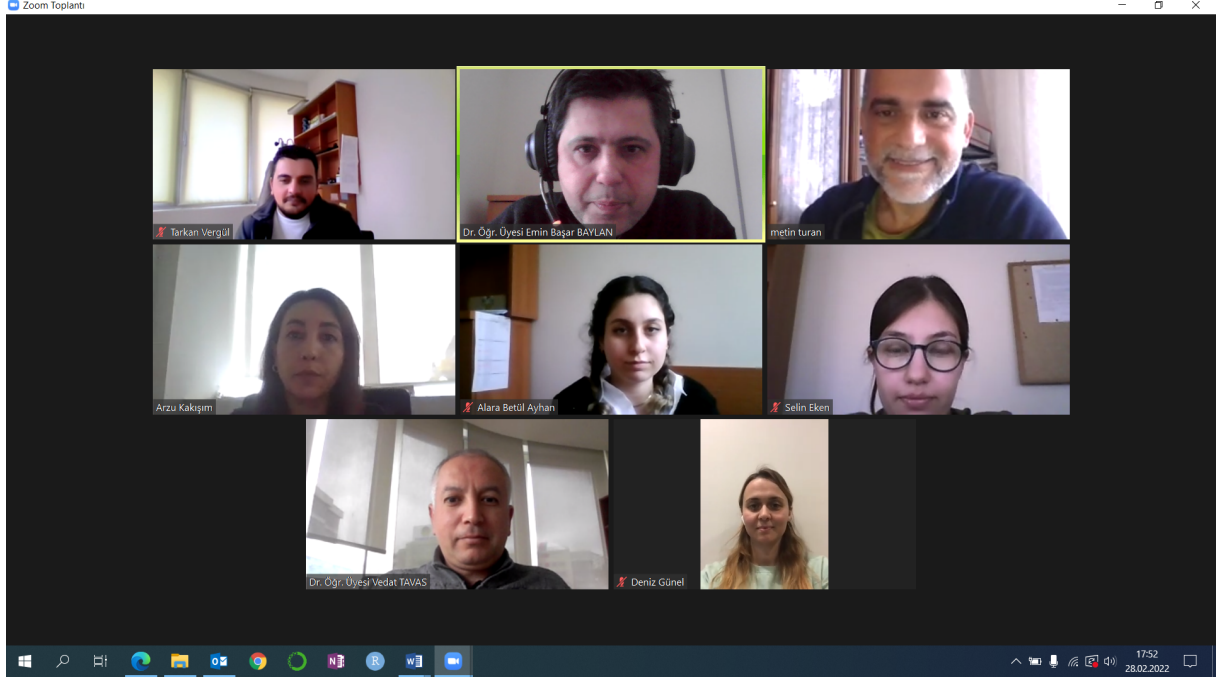 Zoom Toplantı
Tarkan Vergül
Dr. Öğr. Üyesi Emin Başar BAYLAN
metin turan
Arzu Kakışım
Alara Betül Ayhan
Selin Eken
Dr. Öğr. Üyesi Vedat TAVAS
Deniz Günel
17:52
28.02.2022